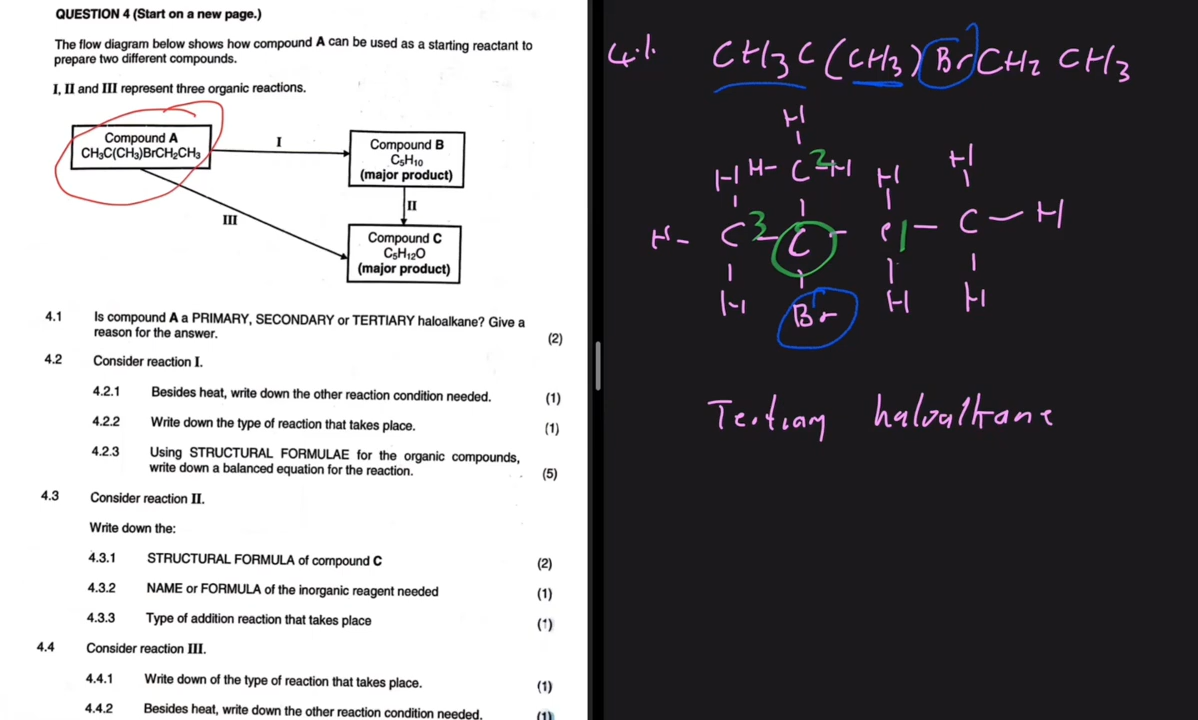 QUESTION 4 (Start on a new page.)
The flow diagram below shows how compound A can be used as a starting reactant to
prepare two different compounds.
I, II and III represent three organic reactions.
Compound A
CH₃C(CH₃)BrCH₂CH₃
I
Compound B
C₅H₁₀
(major product)
II
III
Compound C
C₅H₁₂O
(major product)
4.1 Is compound A a PRIMARY, SECONDARY or TERTIARY haloalkane? Give a
reason for the answer. (2)
4.2 Consider reaction I.
4.2.1 Besides heat, write down the other reaction condition needed. (1)
4.2.2 Write down the type of reaction that takes place. (1)
4.2.3 Using STRUCTURAL FORMULAE for the organic compounds,
write down a balanced equation for the reaction. (5)
4.3 Consider reaction II.
Write down the:
4.3.1 STRUCTURAL FORMULA of compound C (2)
4.3.2 NAME or FORMULA of the inorganic reagent needed (1)
4.3.3 Type of addition reaction that takes place (1)
4.4 Consider reaction III.
4.4.1 Write down of the type of reaction that takes place. (1)
4.4.2 Besides heat, write down the other reaction condition needed. (1)
4.1 CH3C(CH3)BrCH2CH3
H
H H-C 2-H H H
H-C 3-C-C 1-C-H
H Br H H
Tertiary haloalkane